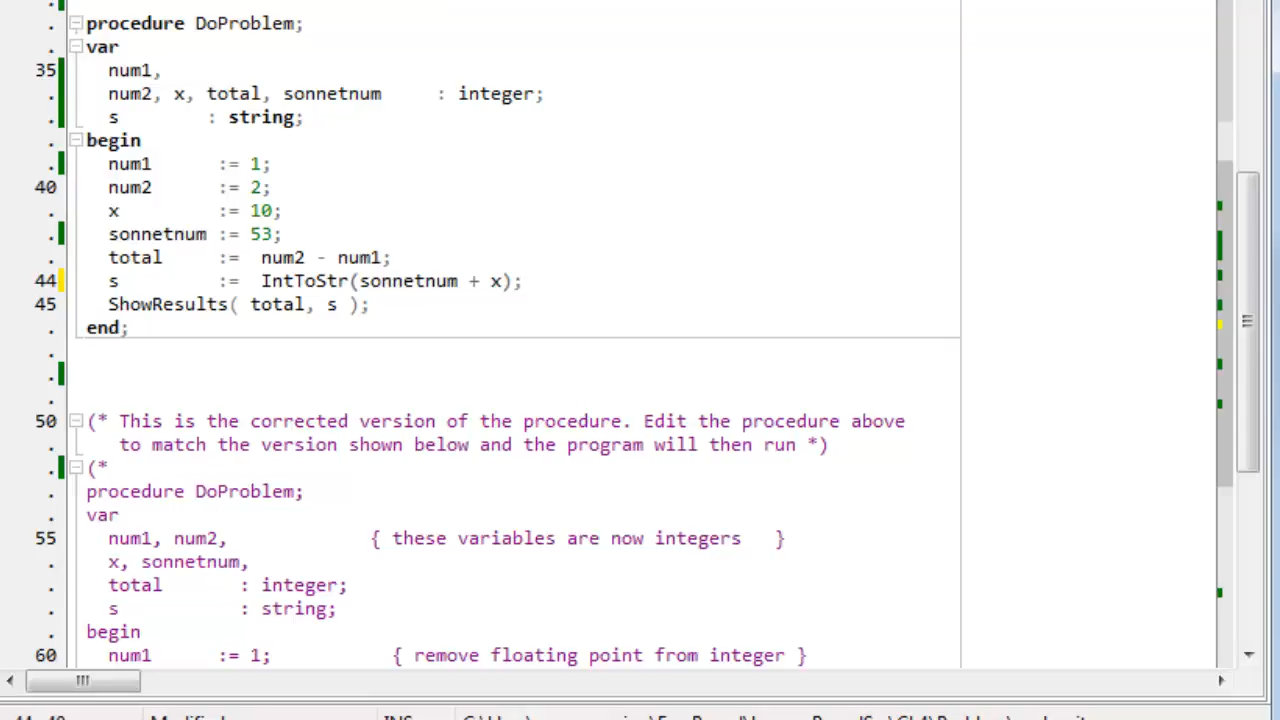 procedure DoProblem;
var
35 num1,
num2, x, total, sonnetnum : integer;
s : string;
begin
num1 := 1;
40 num2 := 2;
x := 10;
sonnetnum := 53;
total := num2 - num1;
44 s := IntToStr(sonnetnum + x);
45 ShowResults( total, s );
end;
50 (* This is the corrected version of the procedure. Edit the procedure above
to match the version shown below and the program will then run *)
(*
procedure DoProblem;
var
55 num1, num2, { these variables are now integers }
x, sonnetnum,
total : integer;
s : string;
begin
60 num1 := 1; { remove floating point from integer }